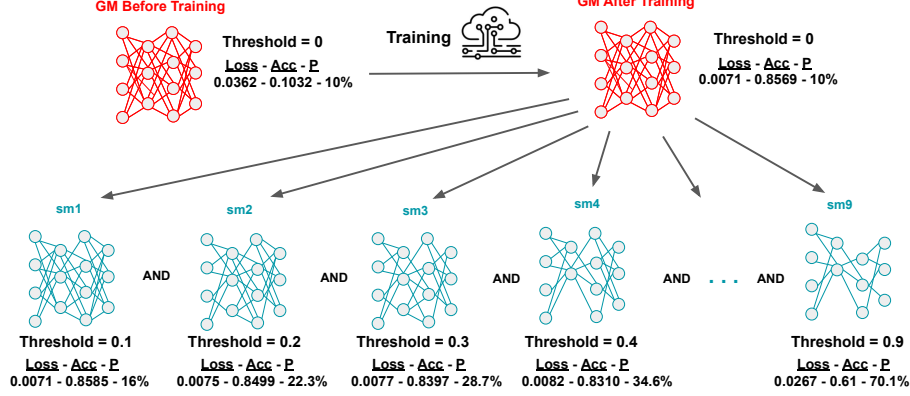 GM Before Training
GM After Training
Threshold = 0
Loss - Acc - P
0.0362 - 0.1032 - 10%
Training
Threshold = 0
Loss - Acc - P
0.0071 - 0.8569 - 10%
sm1
sm2
sm3
sm4
sm9
AND
AND
AND
AND
. . .
AND
Threshold = 0.1
Loss - Acc - P
0.0071 - 0.8585 - 16%
Threshold = 0.2
Loss - Acc - P
0.0075 - 0.8499 - 22.3%
Threshold = 0.3
Loss - Acc - P
0.0077 - 0.8397 - 28.7%
Threshold = 0.4
Loss - Acc - P
0.0082 - 0.8310 - 34.6%
Threshold = 0.9
Loss - Acc - P
0.0267 - 0.61 - 70.1%